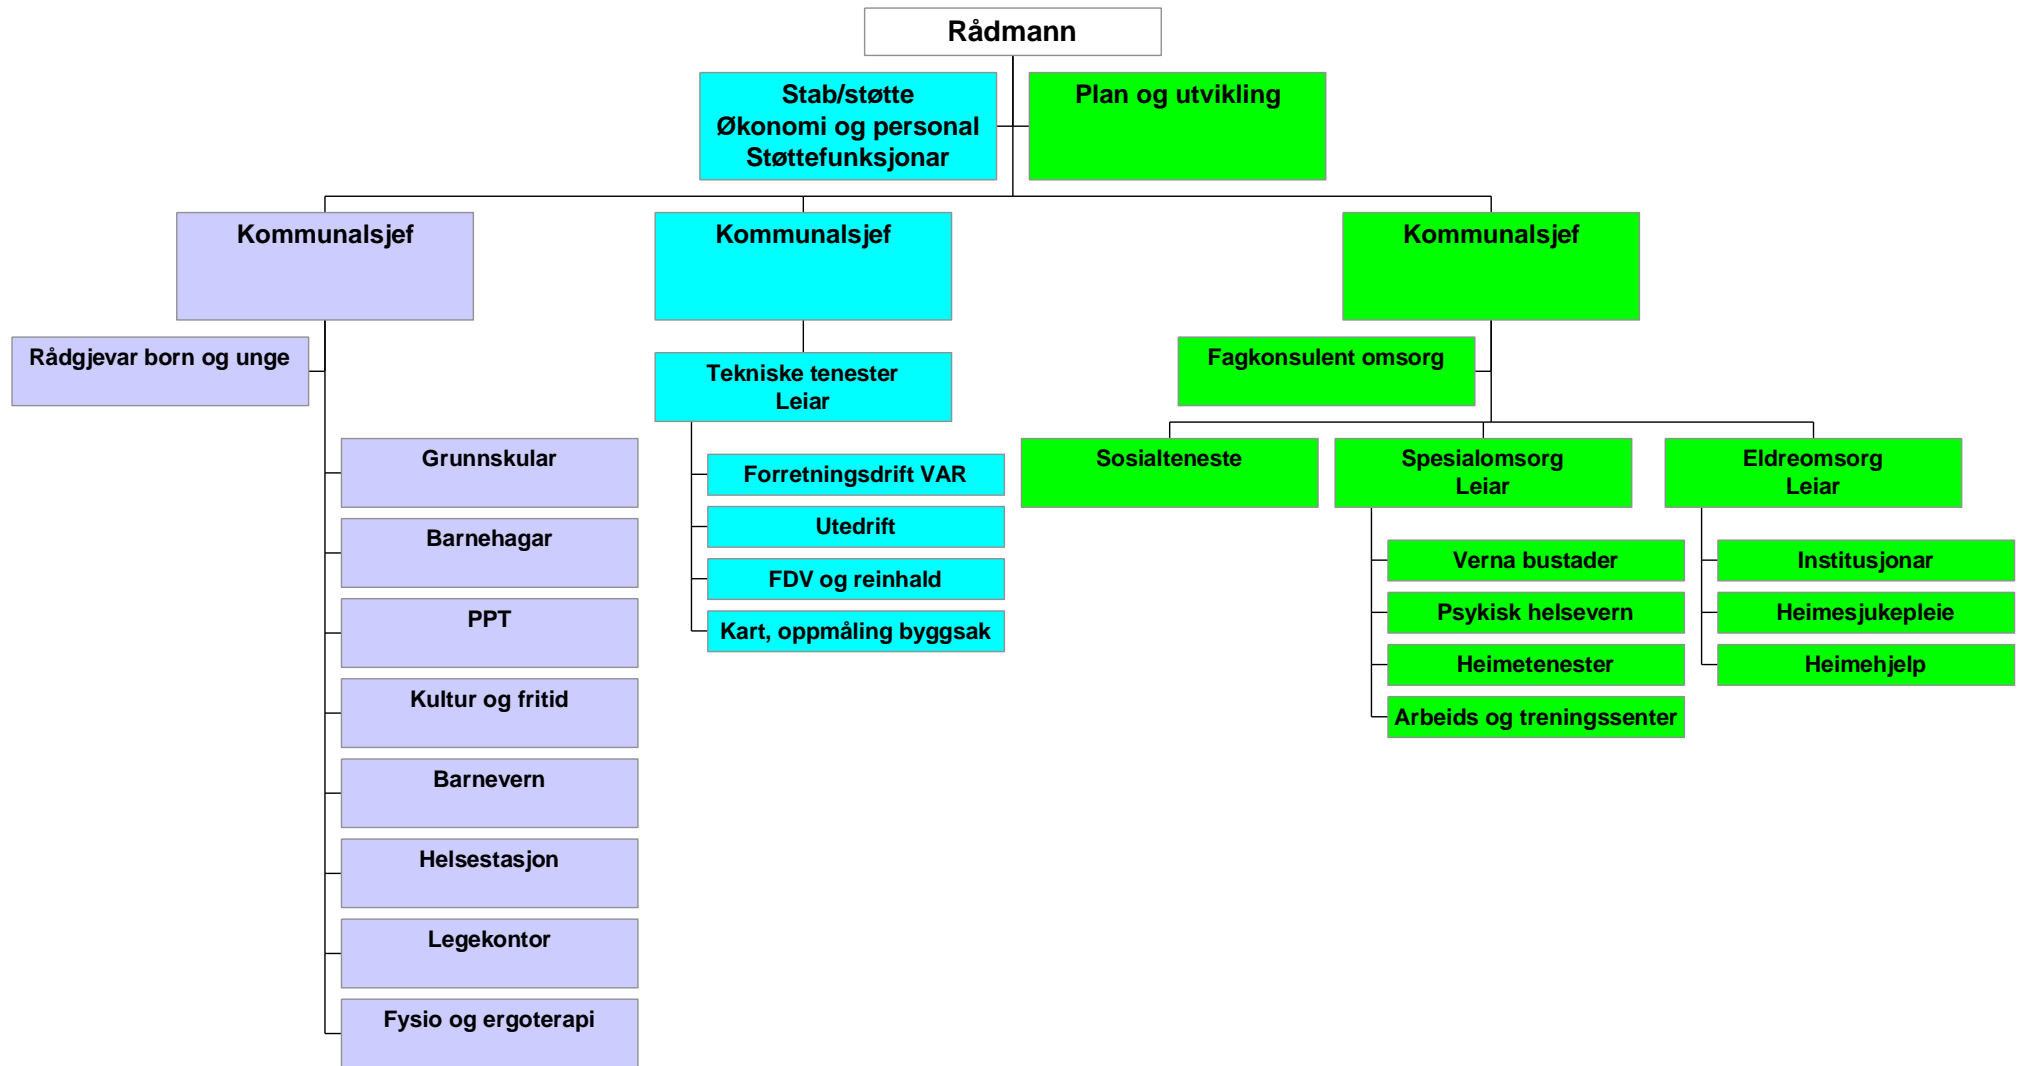 Rådmann
Stab/støtte
Økonomi og personal
Støttefunksjonar
Plan og utvikling
Kommunalsjef
Kommunalsjef
Kommunalsjef
Rådgjevar born og unge
Grunnskular
Barnehagar
PPT
Kultur og fritid
Barnevern
Helsestasjon
Legekontor
Fysio og ergoterapi
Tekniske tenester
Leiar
Forretningsdrift VAR
Utedrift
FDV og reinhald
Kart, oppmåling byggsak
Fagkonsulent omsorg
Sosialteneste
Spesialomsorg
Leiar
Verna bustader
Psykisk helsevern
Heimetenester
Arbeids og treningssenter
Eldreomsorg
Leiar
Institusjonar
Heimesjukepleie
Heimehjelp